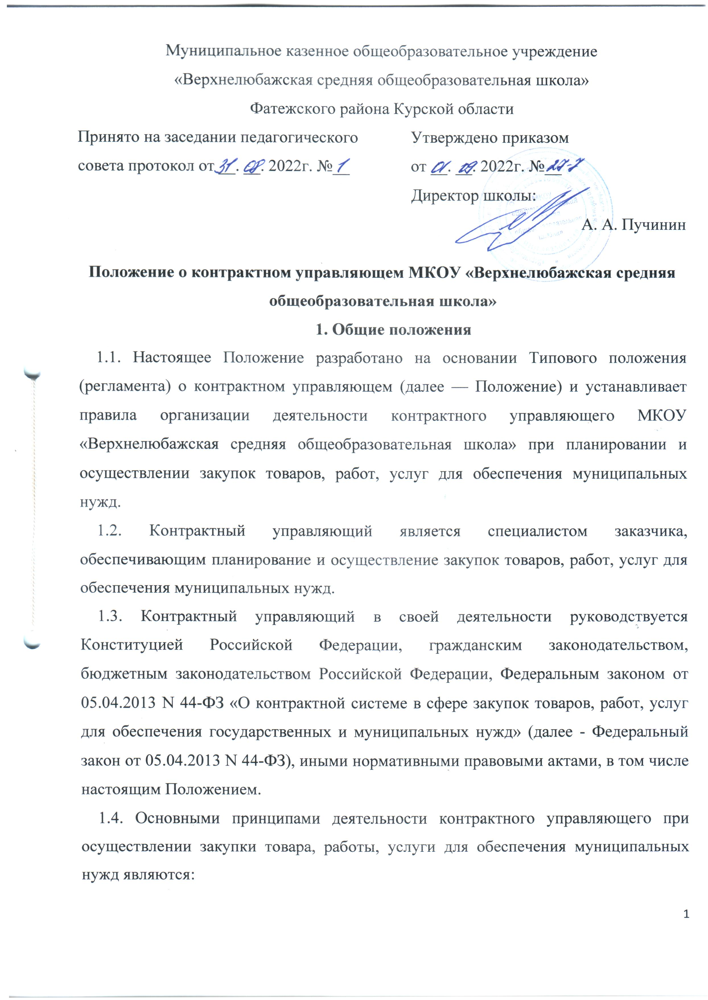 Муниципальное казенное общеобразовательное учреждение
«Верхнелюбажская средняя общеобразовательная школа»
Фатежского района Курской области
Принято на заседании педагогического
совета протокол от 31. 08. 2022г. № 1
Утверждено приказом
от 01. 09. 2022г. №
Директор школы:
МКОУ
А. А. Пучинин
Положение о контрактном управляющем МКОУ «Верхнелюбажская средняя
общеобразовательная школа»
1. Общие положения
1.1. Настоящее Положение разработано на основании Типового положения
(регламента) о контрактном управляющем (далее — Положение) и устанавливает
правила организации деятельности контрактного управляющего МКОУ
«Верхнелюбажская средняя общеобразовательная школа» при планировании и
осуществлении закупок товаров, работ, услуг для обеспечения муниципальных
нужд.
1.2. Контрактный управляющий является специалистом заказчика,
обеспечивающим планирование и осуществление закупок товаров, работ, услуг для
обеспечения муниципальных нужд.
1.3. Контрактный управляющий в своей деятельности руководствуется
Конституцией Российской Федерации, гражданским законодательством,
бюджетным законодательством Российской Федерации, Федеральным законом от
05.04.2013 N 44-ФЗ «О контрактной системе в сфере закупок товаров, работ, услуг
для обеспечения государственных и муниципальных нужд» (далее - Федеральный
закон от 05.04.2013 N 44-ФЗ), иными нормативными правовыми актами, в том числе
настоящим Положением.
1.4. Основными принципами деятельности контрактного управляющего при
осуществлении закупки товара, работы, услуги для обеспечения муниципальных
нужд являются:
1